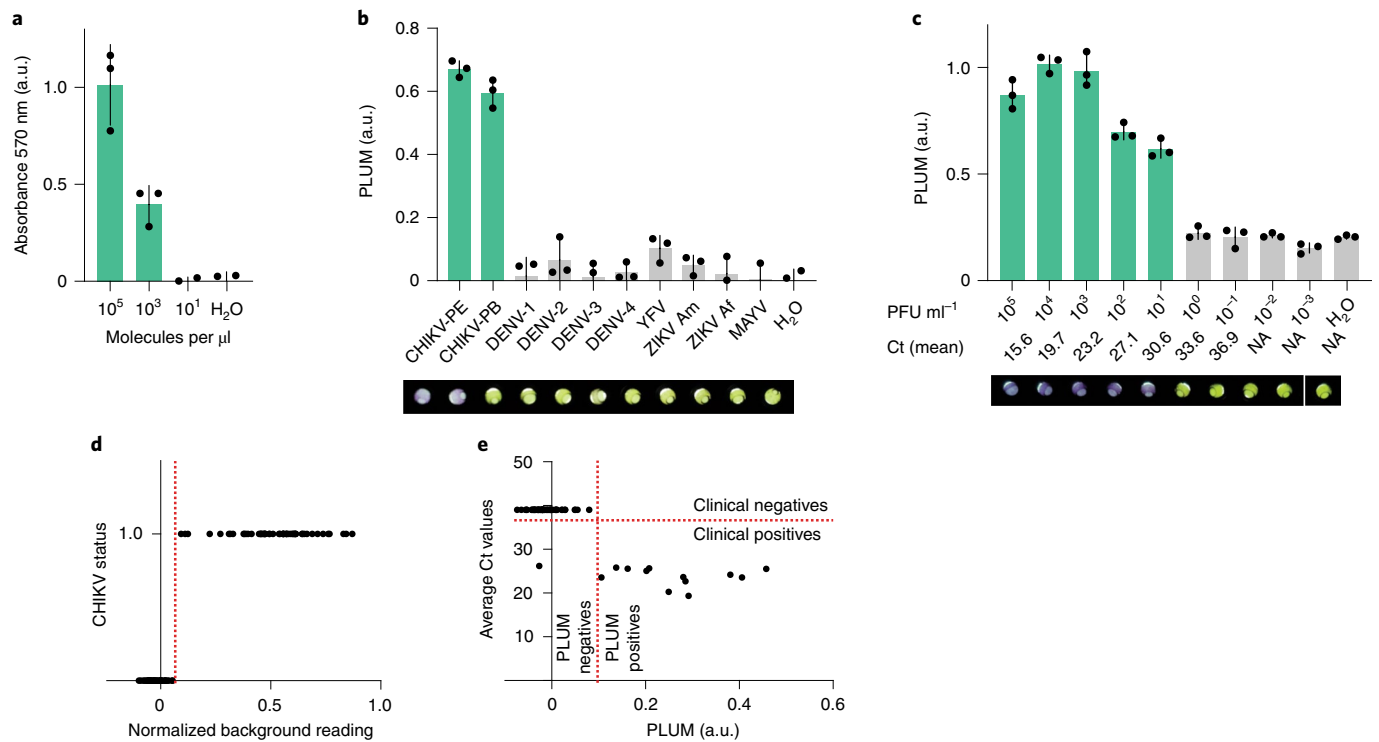 a
Absorbance 570 nm (a.u.)
1.0
0.5
0
10⁵ 10³ 10¹ H₂O
Molecules per µl
b
PLUM (a.u.)
0.8
0.6
0.4
0.2
0
CHIKV-PE CHIKV-PB DENV-1 DENV-2 DENV-3 DENV-4 YFV ZIKV Am ZIKV Af MAYV H₂O
c
PLUM (a.u.)
1.0
0.5
0
PFU ml⁻¹ 10⁵ 10⁴ 10³ 10² 10¹ 10⁰ 10⁻¹ 10⁻² 10⁻³ H₂O
Ct (mean) 15.6 19.7 23.2 27.1 30.6 33.6 36.9 NA NA NA
d
CHIKV status
1.0
0 0.5 1.0
Normalized background reading
e
Average Ct values
50
30
20
10
Clinical negatives
Clinical positives
PLUM
negatives
PLUM
positives
0 0.2 0.4 0.6
PLUM (a.u.)